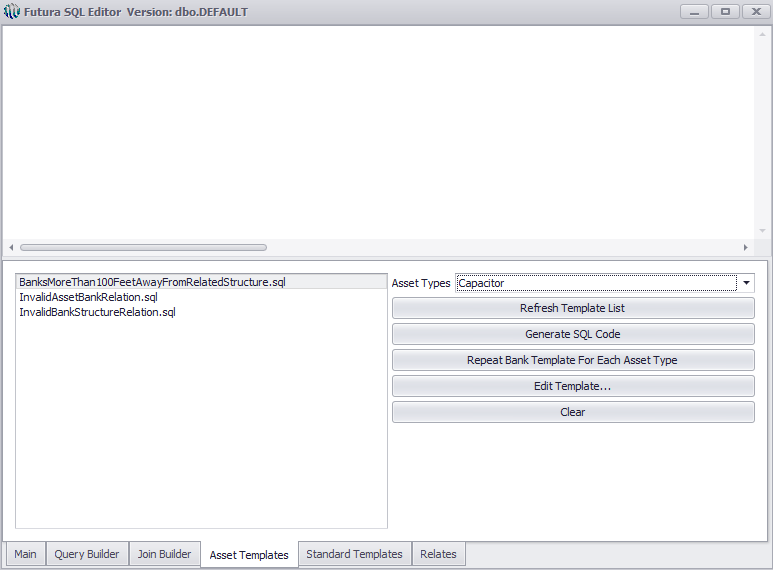 Futura SQL Editor Version: dbo.DEFAULT
BanksMoreThan100FeetAwayFromRelatedStructure.sql
InvalidAssetBankRelation.sql
InvalidBankStructureRelation.sql
Asset Types Capacitor
Refresh Template List
Generate SQL Code
Repeat Bank Template For Each Asset Type
Edit Template...
Clear
Main Query Builder Join Builder Asset Templates Standard Templates Relates